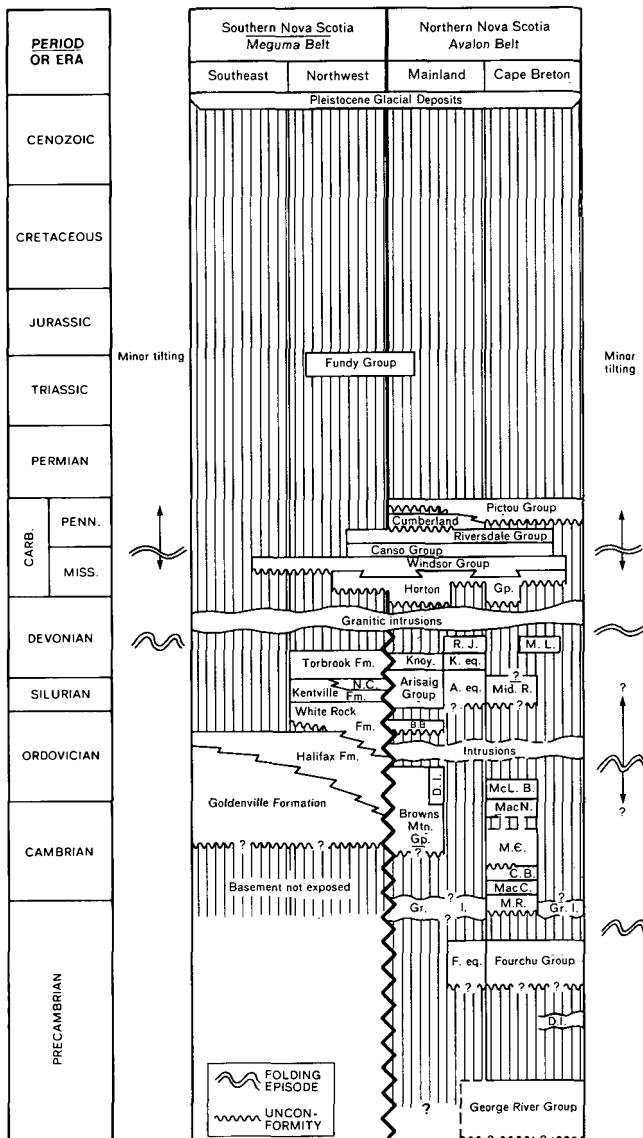 PERIOD
OR ERA
Southern Nova Scotia
Meguma Belt
Northern Nova Scotia
Avalon Belt
Southeast
Northwest
Mainland
Cape Breton
Pleistocene Glacial Deposits
CENOZOIC
CRETACEOUS
JURASSIC
Minor tilting
Minor
tilting
Fundy Group
TRIASSIC
PERMIAN
CARB.
PENN.
Pictou Group
Cumberland
Riversdale Group
Canso Group
MISS.
Windsor Group
Horton
Gp.
Granitic intrusions
DEVONIAN
R. J.
M. L.
Torbrook Fm.
Knoy.
K. eq.
SILURIAN
N.C.
Kentville
Fm.
Arisaig
Group
A. eq.
?
Mid. R.
?
?
?
?
?
White Rock
Fm.
B.B
ORDOVICIAN
Halifax Fm.
Intrusions
D. I.
McL. B.
MacN.
?
Goldenville Formation
Browns
Mtn.
Gp.
?
CAMBRIAN
?
?
?
M.Є.
C.B.
MacC.
Basement not exposed
M.R.
?
?
Gr.
I.
Gr. I.
?
?
F. eq.
Fourchu Group
?
?
?
PRECAMBRIAN
D.I.
FOLDING
EPISODE
UNCON-
FORMITY
?
George River Group
?
?
?